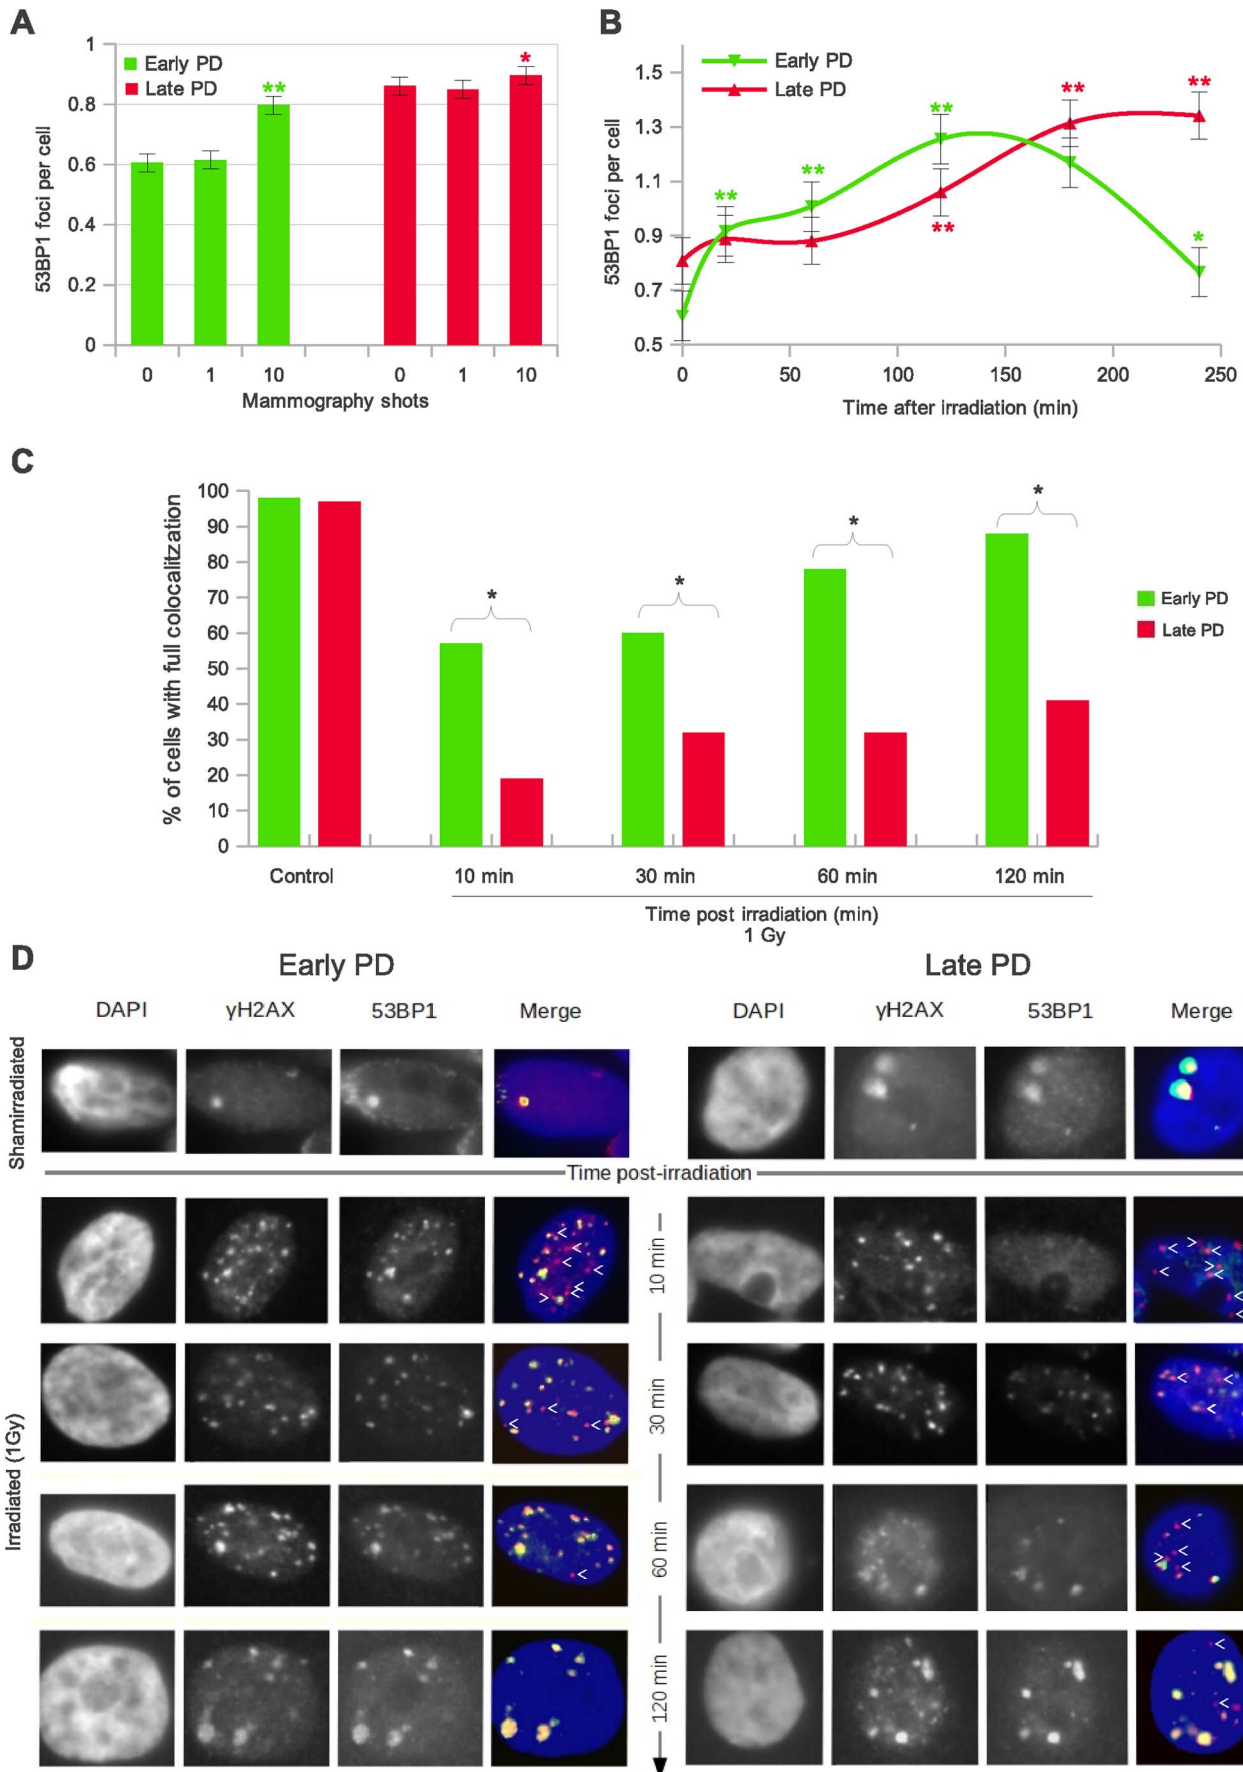 A
1
0.8
0.6
0.4
0.2
0
53BP1 foci per cell
Early PD
Late PD
**
*
0 1 10 0 1 10
Mammography shots
B
1.5
1.3
1.1
0.9
0.7
0.5
53BP1 foci per cell
Early PD
Late PD
** ** ** ** ** ** *
0 50 100 150 200 250
Time after irradiation (min)
C
100
90
80
70
60
50
40
30
20
10
0
% of cells with full colocalitzation
* * * *
Early PD
Late PD
Control 10 min 30 min 60 min 120 min
Time post irradiation (min)
1 Gy
D
Early PD Late PD
DAPI γH2AX 53BP1 Merge DAPI γH2AX 53BP1 Merge
Shamirradiated
Time post-irradiation
Irradiated (1Gy)
10 min
30 min
60 min
120 min